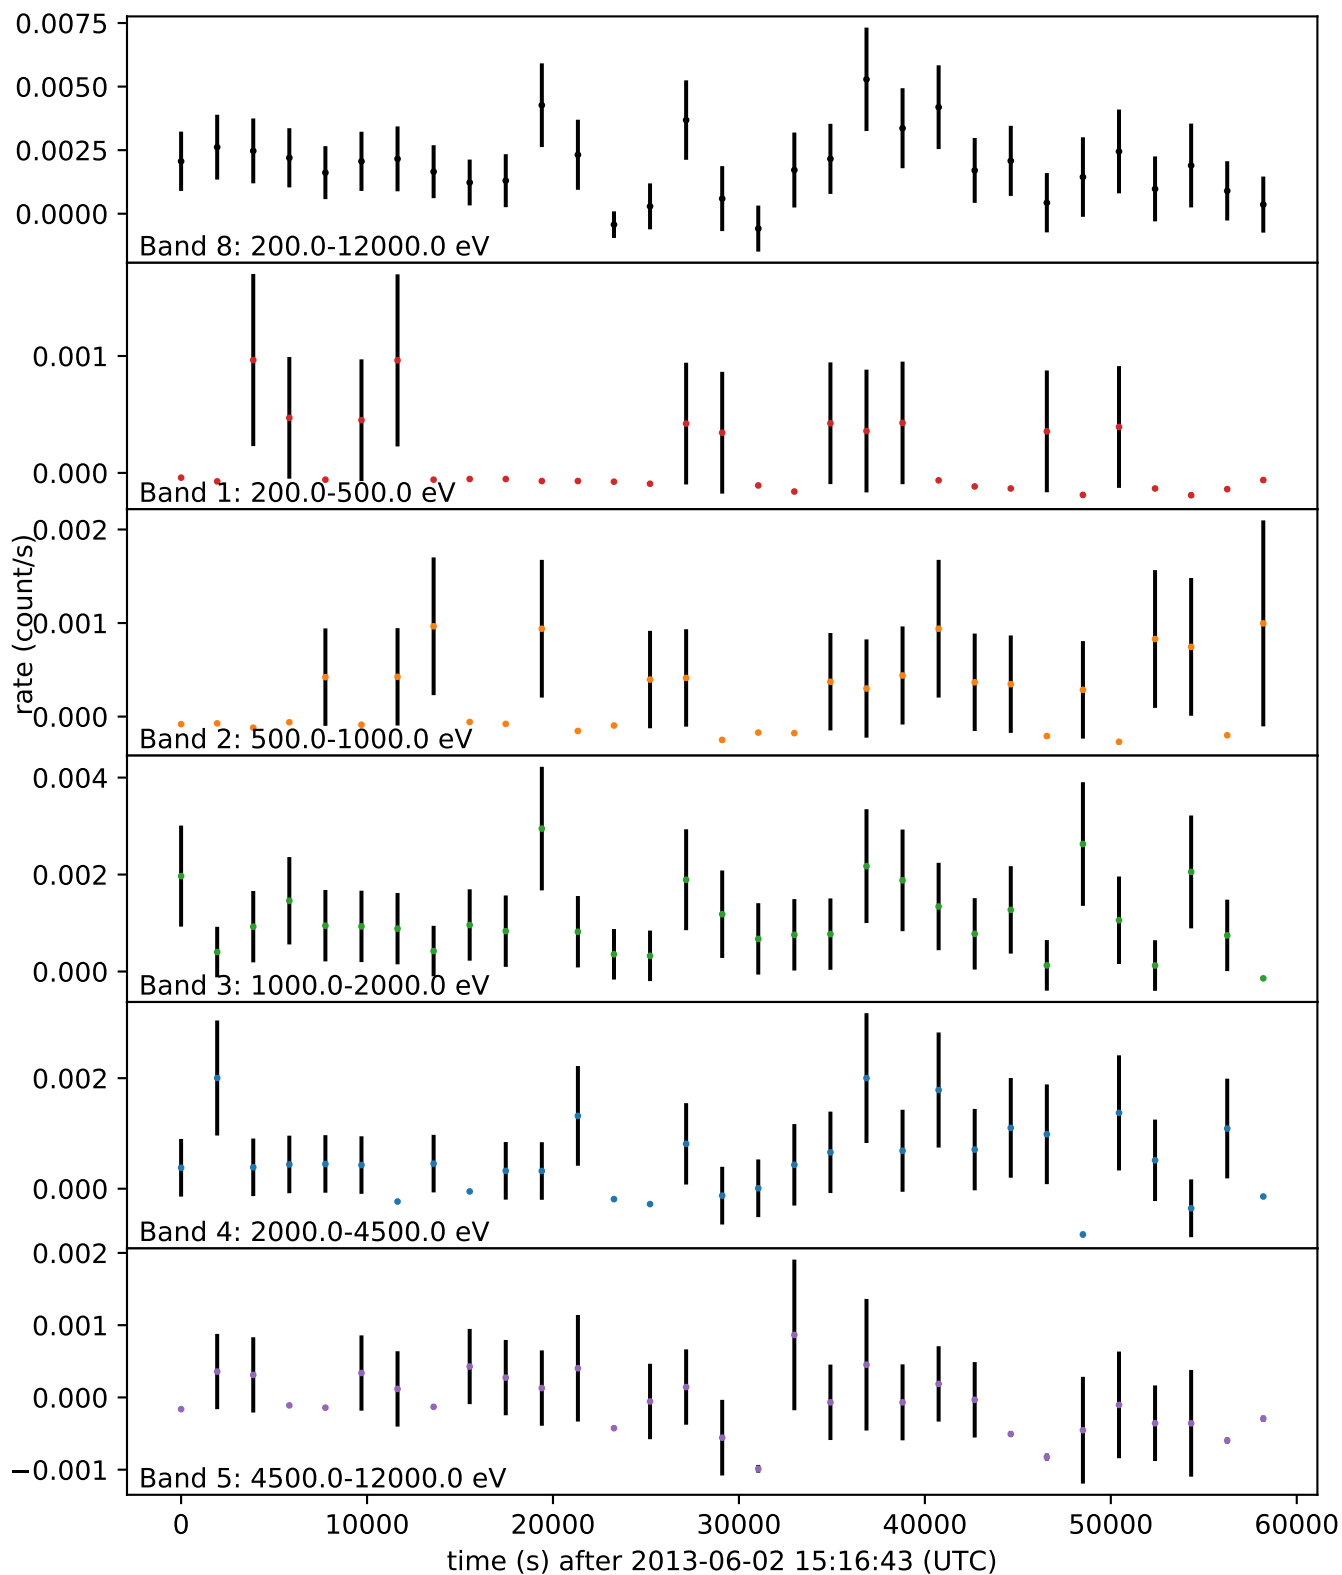 0.0075
0.0050
0.0025
0.0000
Band 8: 200.0-12000.0 eV
0.001
0.000
Band 1: 200.0-500.0 eV
rate (count/s)
0.002
0.001
0.000
Band 2: 500.0-1000.0 eV
0.004
0.002
0.000
Band 3: 1000.0-2000.0 eV
0.002
0.000
Band 4: 2000.0-4500.0 eV
0.002
0.001
0.000
−0.001
Band 5: 4500.0-12000.0 eV
0 10000 20000 30000 40000 50000 60000
time (s) after 2013-06-02 15:16:43 (UTC)